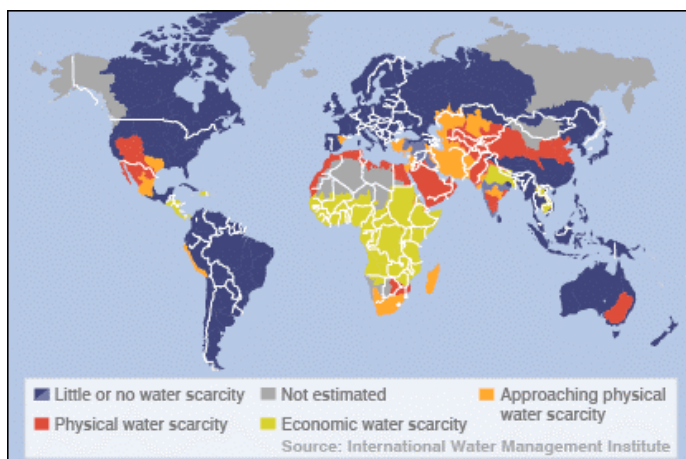 Little or no water scarcity
Not estimated
Approaching physical
water scarcity
Physical water scarcity
Economic water scarcity
Source: International Water Management Institute